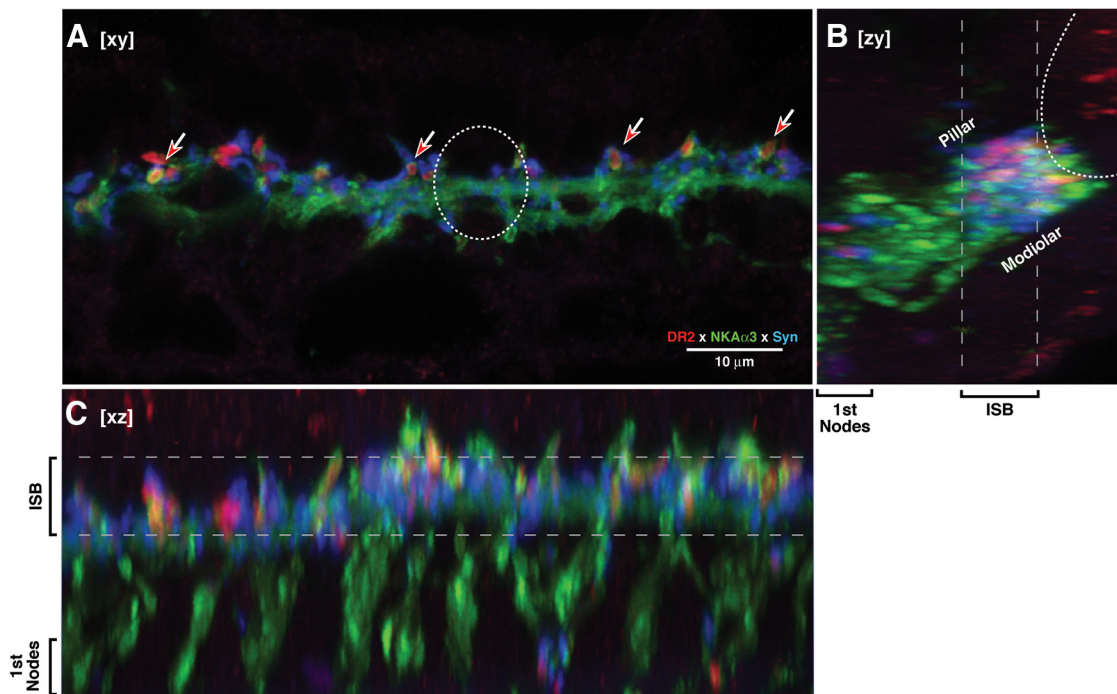 A [xy]
B [zy]
Pillar
Modiolar
DR2 x NKAα3 x Syn
10 μm
1st
Nodes
ISB
C [xz]
ISB
1st
Nodes